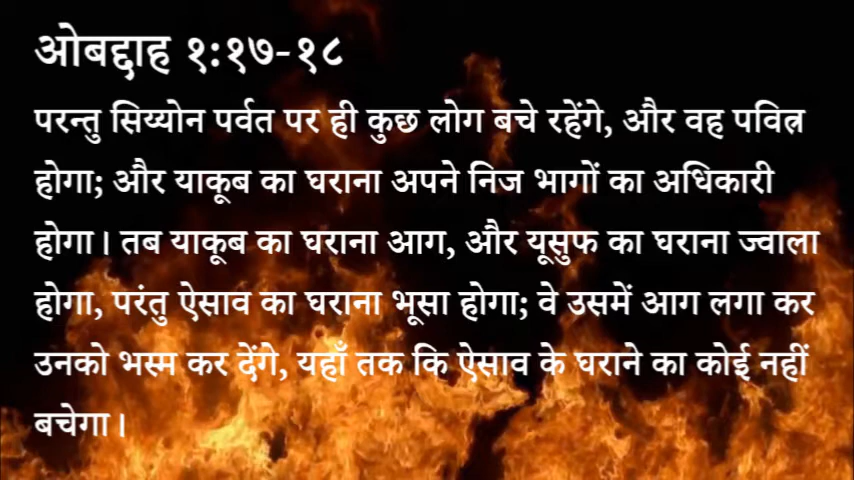 ओबद्दाह १:१७-१८
परन्तु सिय्योन पर्वत पर ही कुछ लोग बचे रहेंगे, और वह पवित्र
होगा; और याकूब का घराना अपने निज भागों का अधिकारी
होगा। तब याकूब का घराना आग, और यूसुफ का घराना ज्वाला
होगा, परंतु ऐसाव का घराना भूसा होगा; वे उसमें आग लगा कर
उनको भस्म कर देंगे, यहाँ तक कि ऐसाव के घराने का कोई नहीं
बचेगा।